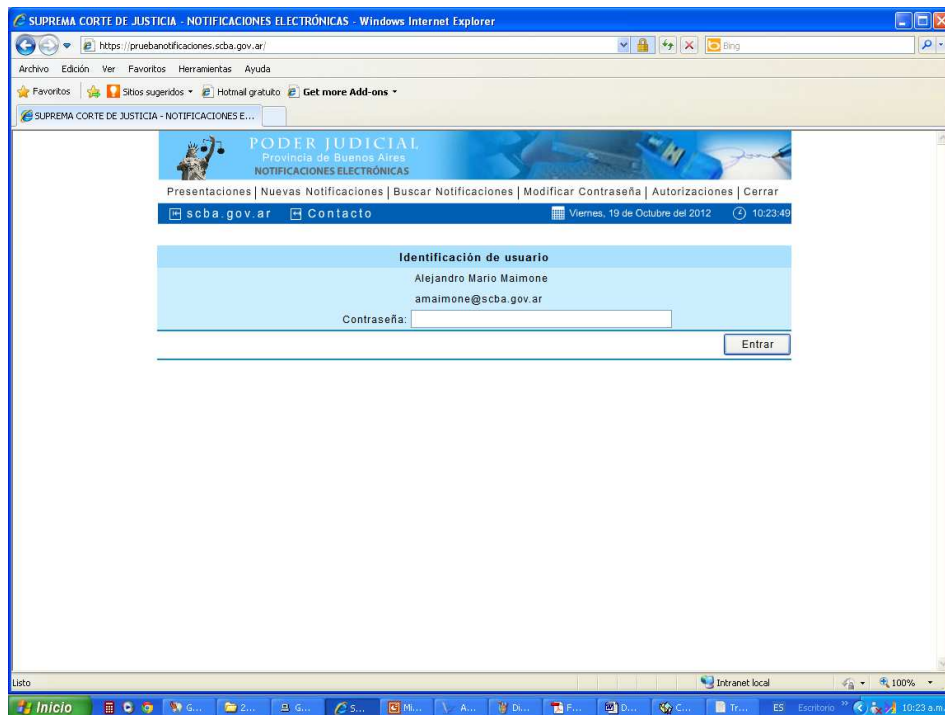 SUPREMA CORTE DE JUSTICIA - NOTIFICACIONES ELECTRÓNICAS - Windows Internet Explorer
https://pruebanotificaciones.scba.gov.ar/ Bing
Archivo Edición Ver Favoritos Herramientas Ayuda
Favoritos Sitios sugeridos Hotmail gratuito Get more Add-ons
SUPREMA CORTE DE JUSTICIA - NOTIFICACIONES E...
PODER JUDICIAL
Provincia de Buenos Aires
NOTIFICACIONES ELECTRÓNICAS
Presentaciones | Nuevas Notificaciones | Buscar Notificaciones | Modificar Contraseña | Autorizaciones | Cerrar
scba.gov.ar Contacto Viernes, 19 de Octubre del 2012 10:23:49
Identificación de usuario
Alejandro Mario Maimone
amaimone@scba.gov.ar
Contraseña:
Entrar
Listo Intranet local 100%
Inicio G... 2... G... S... Mi... A... Di... F... D... C... Tr... ES Escritorio 10:23 a.m.